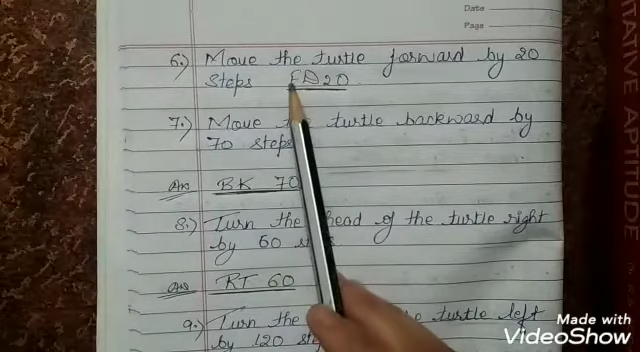 Date
Page
6.) Move the turtle forward by 20
steps FD20
7.) Move the turtle backward by
70 steps
Ans BK 70
8.) Turn the head of the turtle right
by 60
Ans RT 60
9.) Turn the turtle left
by 120
Made with
VideoShow